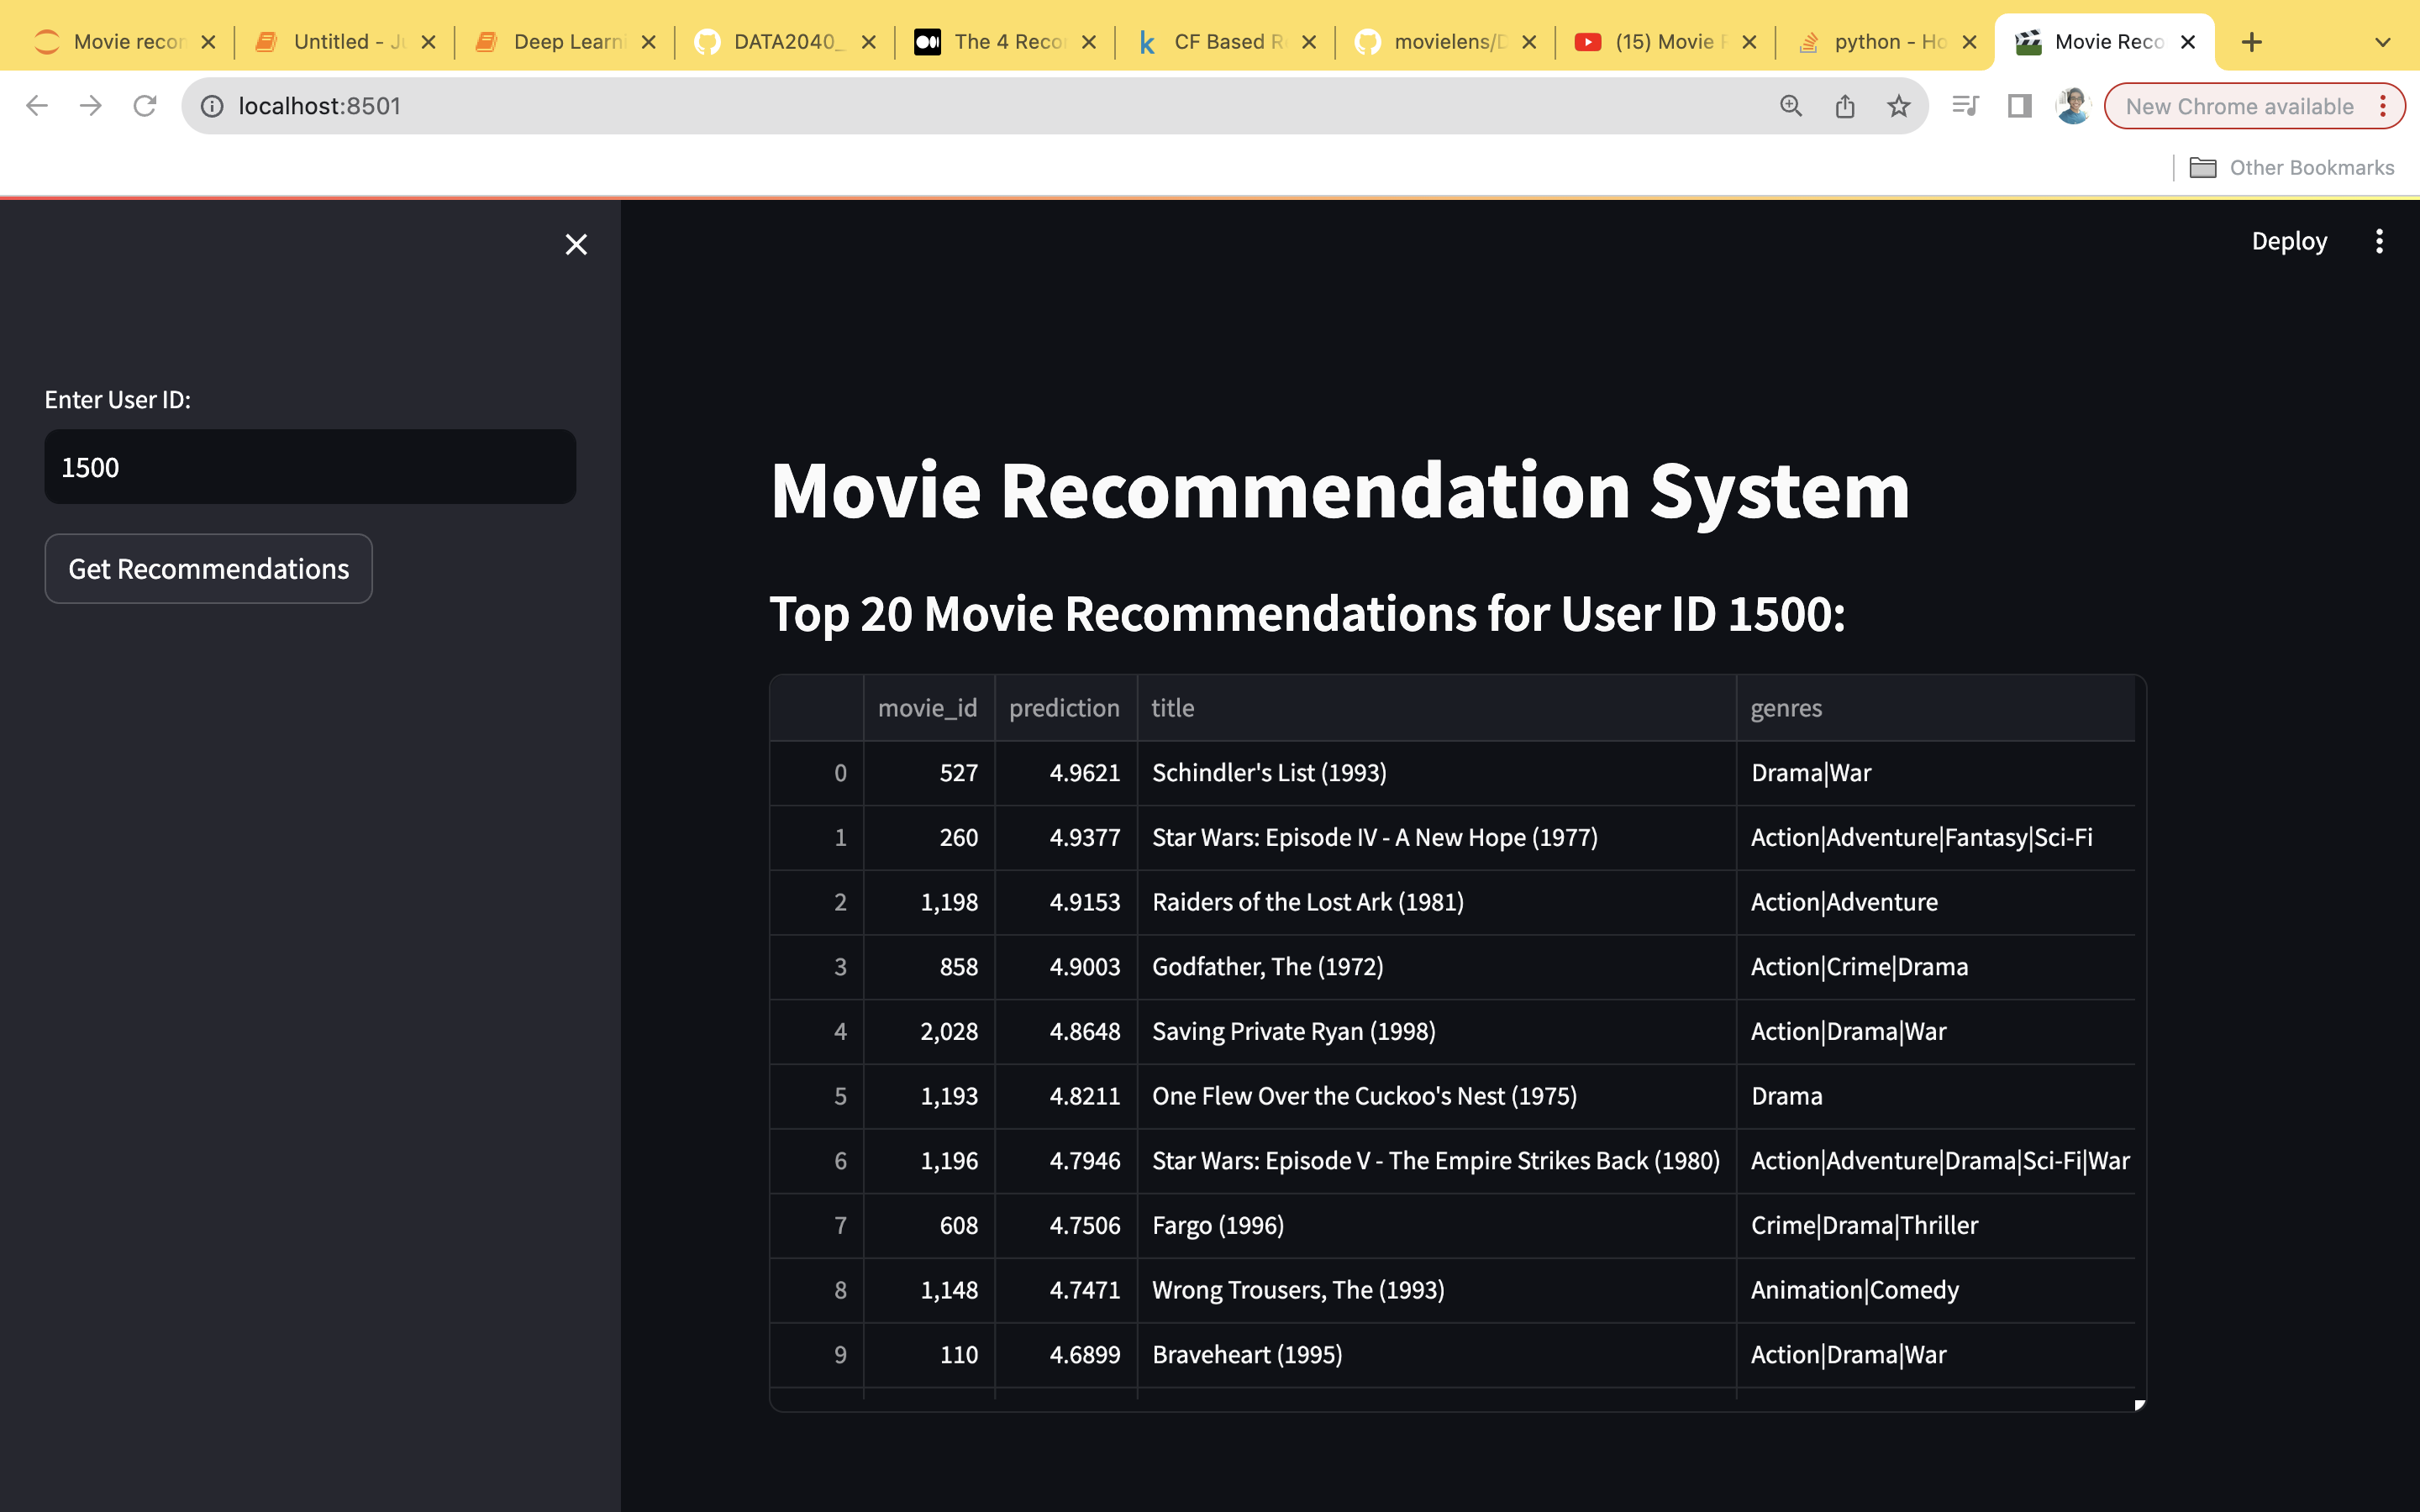 Movie recor
Untitled - Ju
Deep Learni
DATA2040_
The 4 Recor
CF Based Re
movielens/D
(15) Movie R
python - Ho
Movie Reco
localhost:8501
New Chrome available
Other Bookmarks
Deploy
Enter User ID:
1500
Get Recommendations
Movie Recommendation System
Top 20 Movie Recommendations for User ID 1500:
movie_id prediction title genres
0 527 4.9621 Schindler's List (1993) Drama|War
1 260 4.9377 Star Wars: Episode IV - A New Hope (1977) Action|Adventure|Fantasy|Sci-Fi
2 1,198 4.9153 Raiders of the Lost Ark (1981) Action|Adventure
3 858 4.9003 Godfather, The (1972) Action|Crime|Drama
4 2,028 4.8648 Saving Private Ryan (1998) Action|Drama|War
5 1,193 4.8211 One Flew Over the Cuckoo's Nest (1975) Drama
6 1,196 4.7946 Star Wars: Episode V - The Empire Strikes Back (1980) Action|Adventure|Drama|Sci-Fi|War
7 608 4.7506 Fargo (1996) Crime|Drama|Thriller
8 1,148 4.7471 Wrong Trousers, The (1993) Animation|Comedy
9 110 4.6899 Braveheart (1995) Action|Drama|War